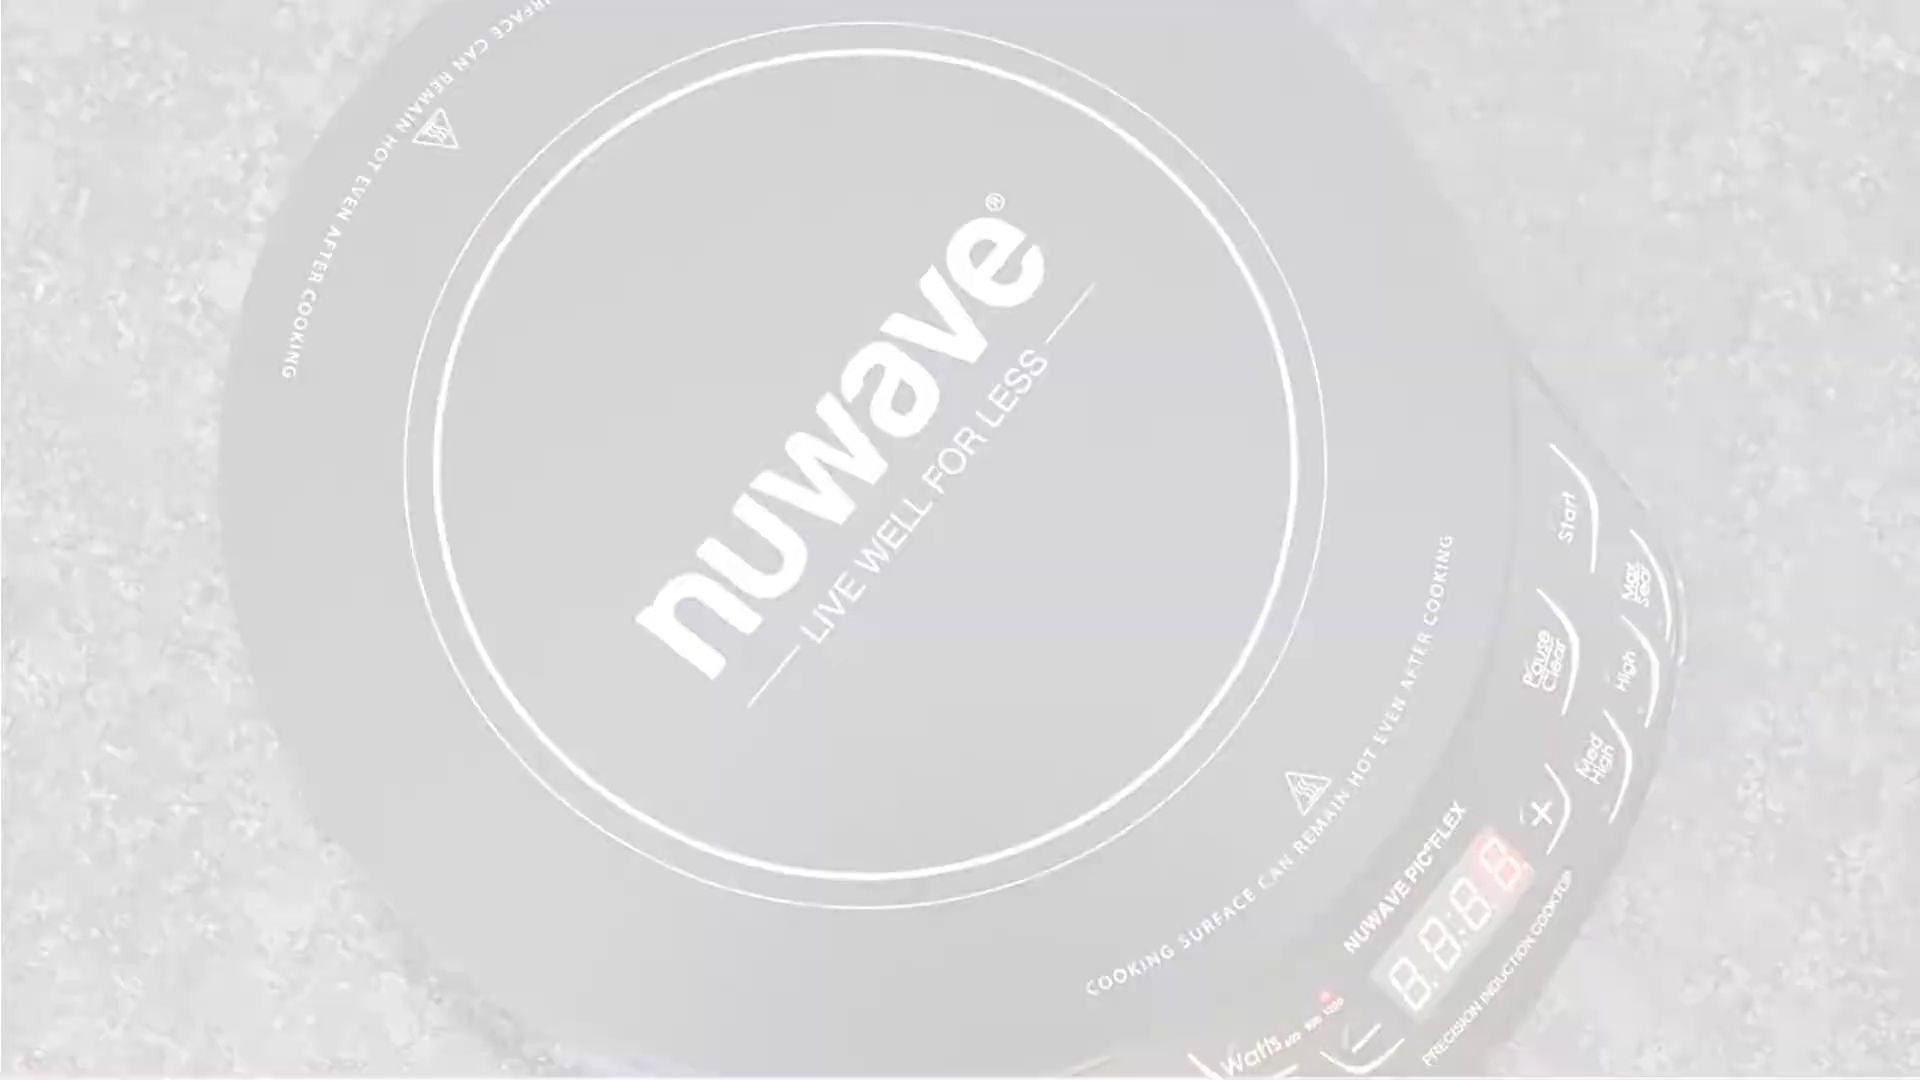 SURFACE CAN REMAIN HOT EVEN AFTER COOKING
nuwave®
LIVE WELL FOR LESS
COOKING SURFACE CAN REMAIN HOT EVEN AFTER COOKING
Start
Max
Sear
Pause
Clear
High
Med
High
+
NUWAVE PIC® FLEX
8.8:8.8.
PRECISION INDUCTION COOKTOP
−
Watts